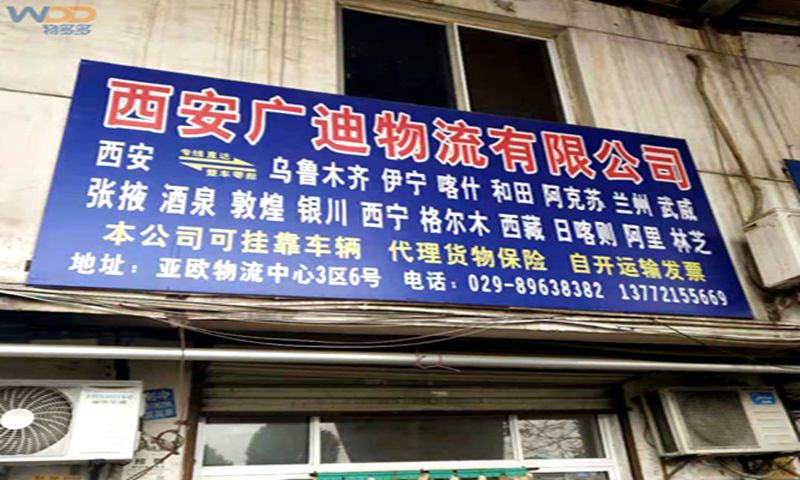 WDD
物多多
西安广迪物流有限公司
西安 专线直达 整车零担 乌鲁木齐 伊宁 喀什 和田 阿克苏 兰州 武威
张掖 酒泉 敦煌 银川 西宁 格尔木 西藏 日喀则 阿里 林芝
本公司可挂靠车辆 代理货物保险 自开运输发票
地址：亚欧物流中心3区6号 电话：029-89638382 13772155669